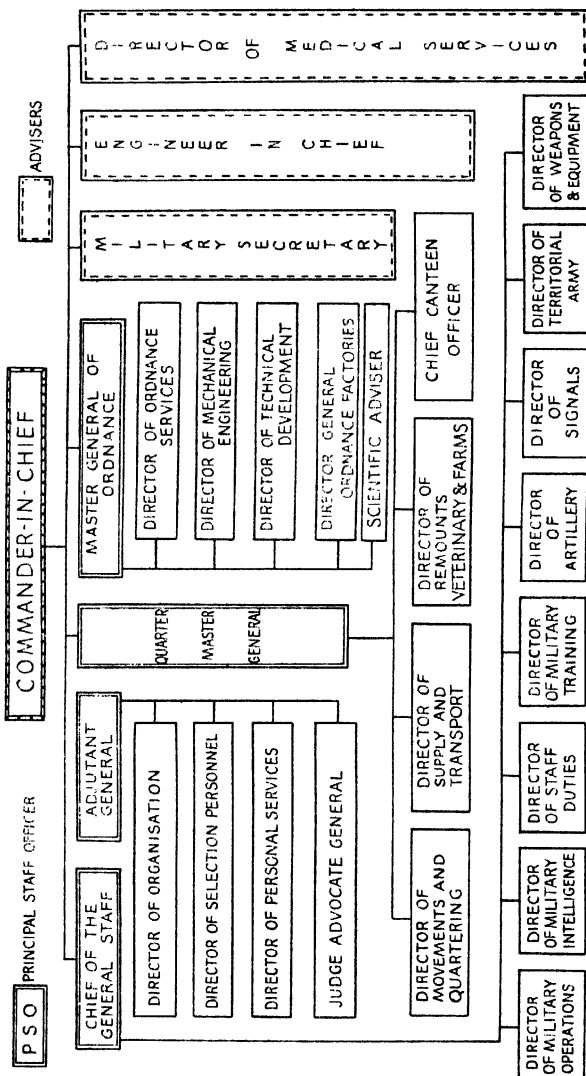 PSO
PRINCIPAL STAFF OFFICER
COMMANDER-IN-CHIEF
ADVISERS
CHIEF OF THE
GENERAL STAFF
ADJUTANT
GENERAL
QUARTER
MASTER
GENERAL
MASTER GENERAL OF
ORDNANCE
MILITARY SECRETARY
ENGINEER IN CHIEF
DIRECTOR OF MEDICAL SERVICES
DIRECTOR OF ORGANISATION
DIRECTOR OF SELECTION PERSONNEL
DIRECTOR OF PERSONAL SERVICES
JUDGE ADVOCATE GENERAL
DIRECTOR OF ORDNANCE
SERVICES
DIRECTOR OF MECHANICAL
ENGINEERING
DIRECTOR OF TECHNICAL
DEVELOPMENT
DIRECTOR GENERAL
ORDNANCE FACTORIES
SCIENTIFIC ADVISER
DIRECTOR OF
MOVEMENTS AND
QUARTERING
DIRECTOR OF
SUPPLY AND
TRANSPORT
DIRECTOR OF
REMOUNTS
VETERINARY & FARMS
CHIEF CANTEEN
OFFICER
DIRECTOR
OF MILITARY
OPERATIONS
DIRECTOR
OF MILITARY
INTELLIGENCE
DIRECTOR
OF STAFF
DUTIES
DIRECTOR
OF MILITARY
TRAINING
DIRECTOR
OF
ARTILLERY
DIRECTOR
OF
SIGNALS
DIRECTOR OF
TERRITORIAL
ARMY
DIRECTOR
OF WEAPONS
& EQUIPMENT